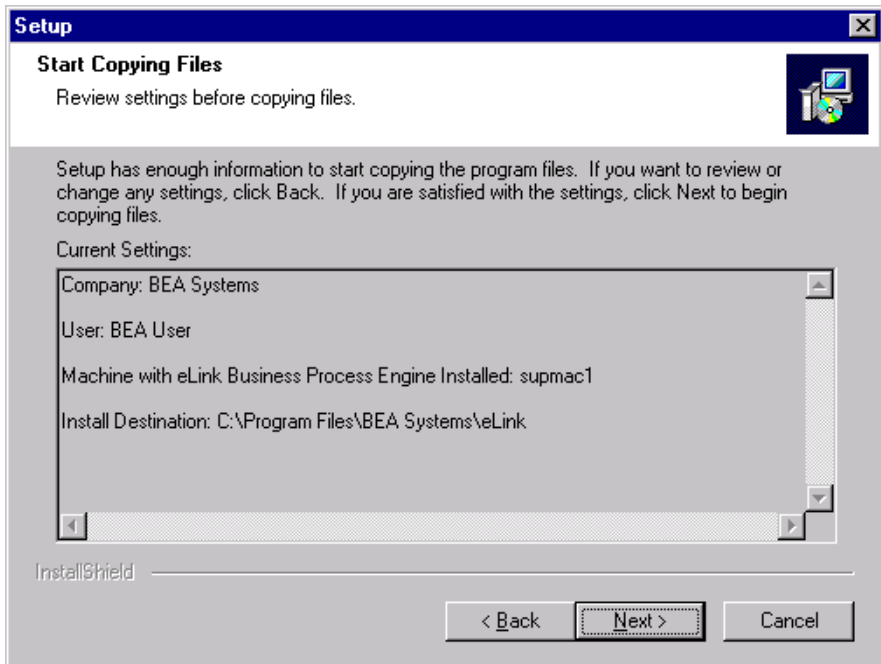 Setup
Start Copying Files
Review settings before copying files.
Setup has enough information to start copying the program files. If you want to review or
change any settings, click Back. If you are satisfied with the settings, click Next to begin
copying files.
Current Settings:
Company: BEA Systems
User: BEA User
Machine with eLink Business Process Engine Installed: supmac1
Install Destination: C:\Program Files\BEA Systems\eLink
InstallShield
< Back Next > Cancel